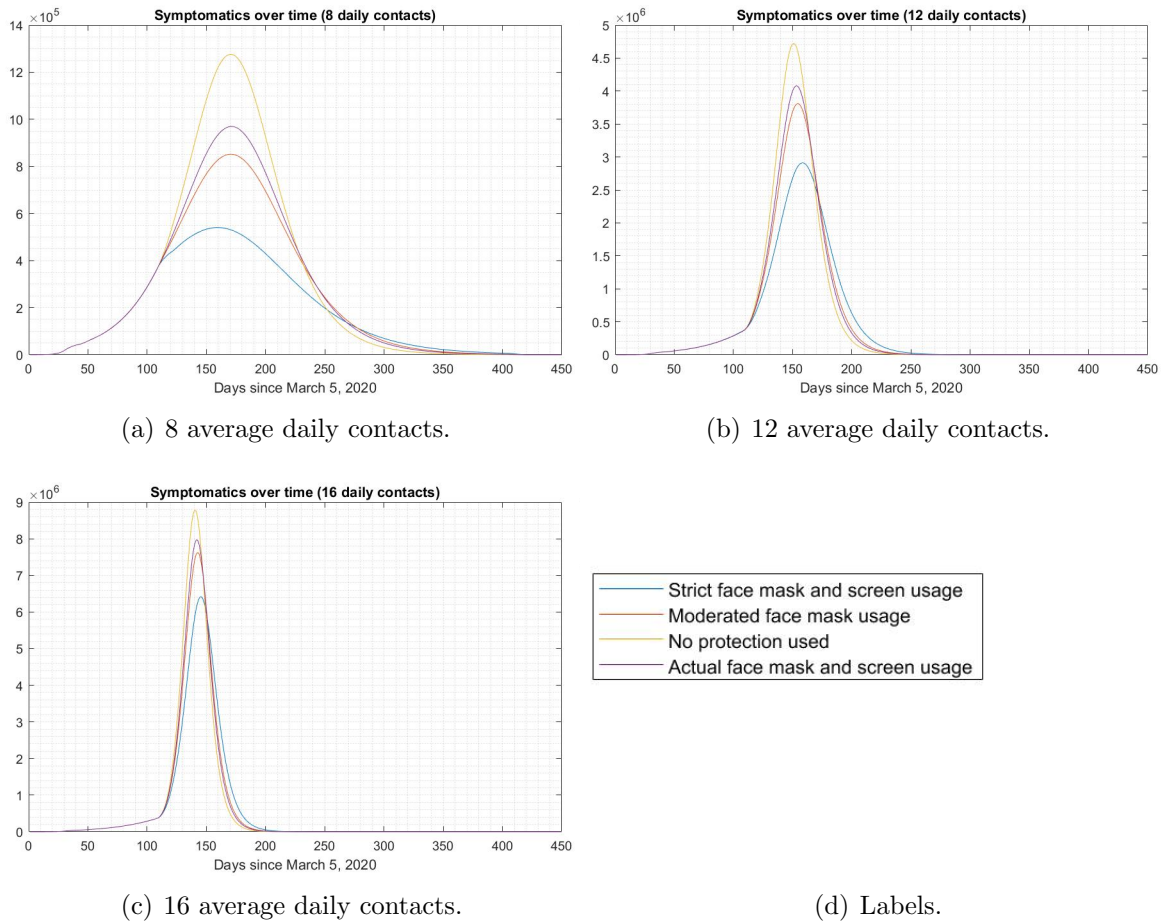 Symptomatics over time (8 daily contacts)
×10^5
14
12
10
8
6
4
2
0
0 50 100 150 200 250 300 350 400 450
Days since March 5, 2020
(a) 8 average daily contacts.
Symptomatics over time (12 daily contacts)
×10^6
5
4.5
4
3.5
3
2.5
2
1.5
1
0.5
0
0 50 100 150 200 250 300 350 400 450
Days since March 5, 2020
(b) 12 average daily contacts.
Symptomatics over time (16 daily contacts)
×10^6
9
8
7
6
5
4
3
2
1
0
0 50 100 150 200 250 300 350 400 450
Days since March 5, 2020
(c) 16 average daily contacts.
Strict face mask and screen usage
Moderated face mask usage
No protection used
Actual face mask and screen usage
(d) Labels.